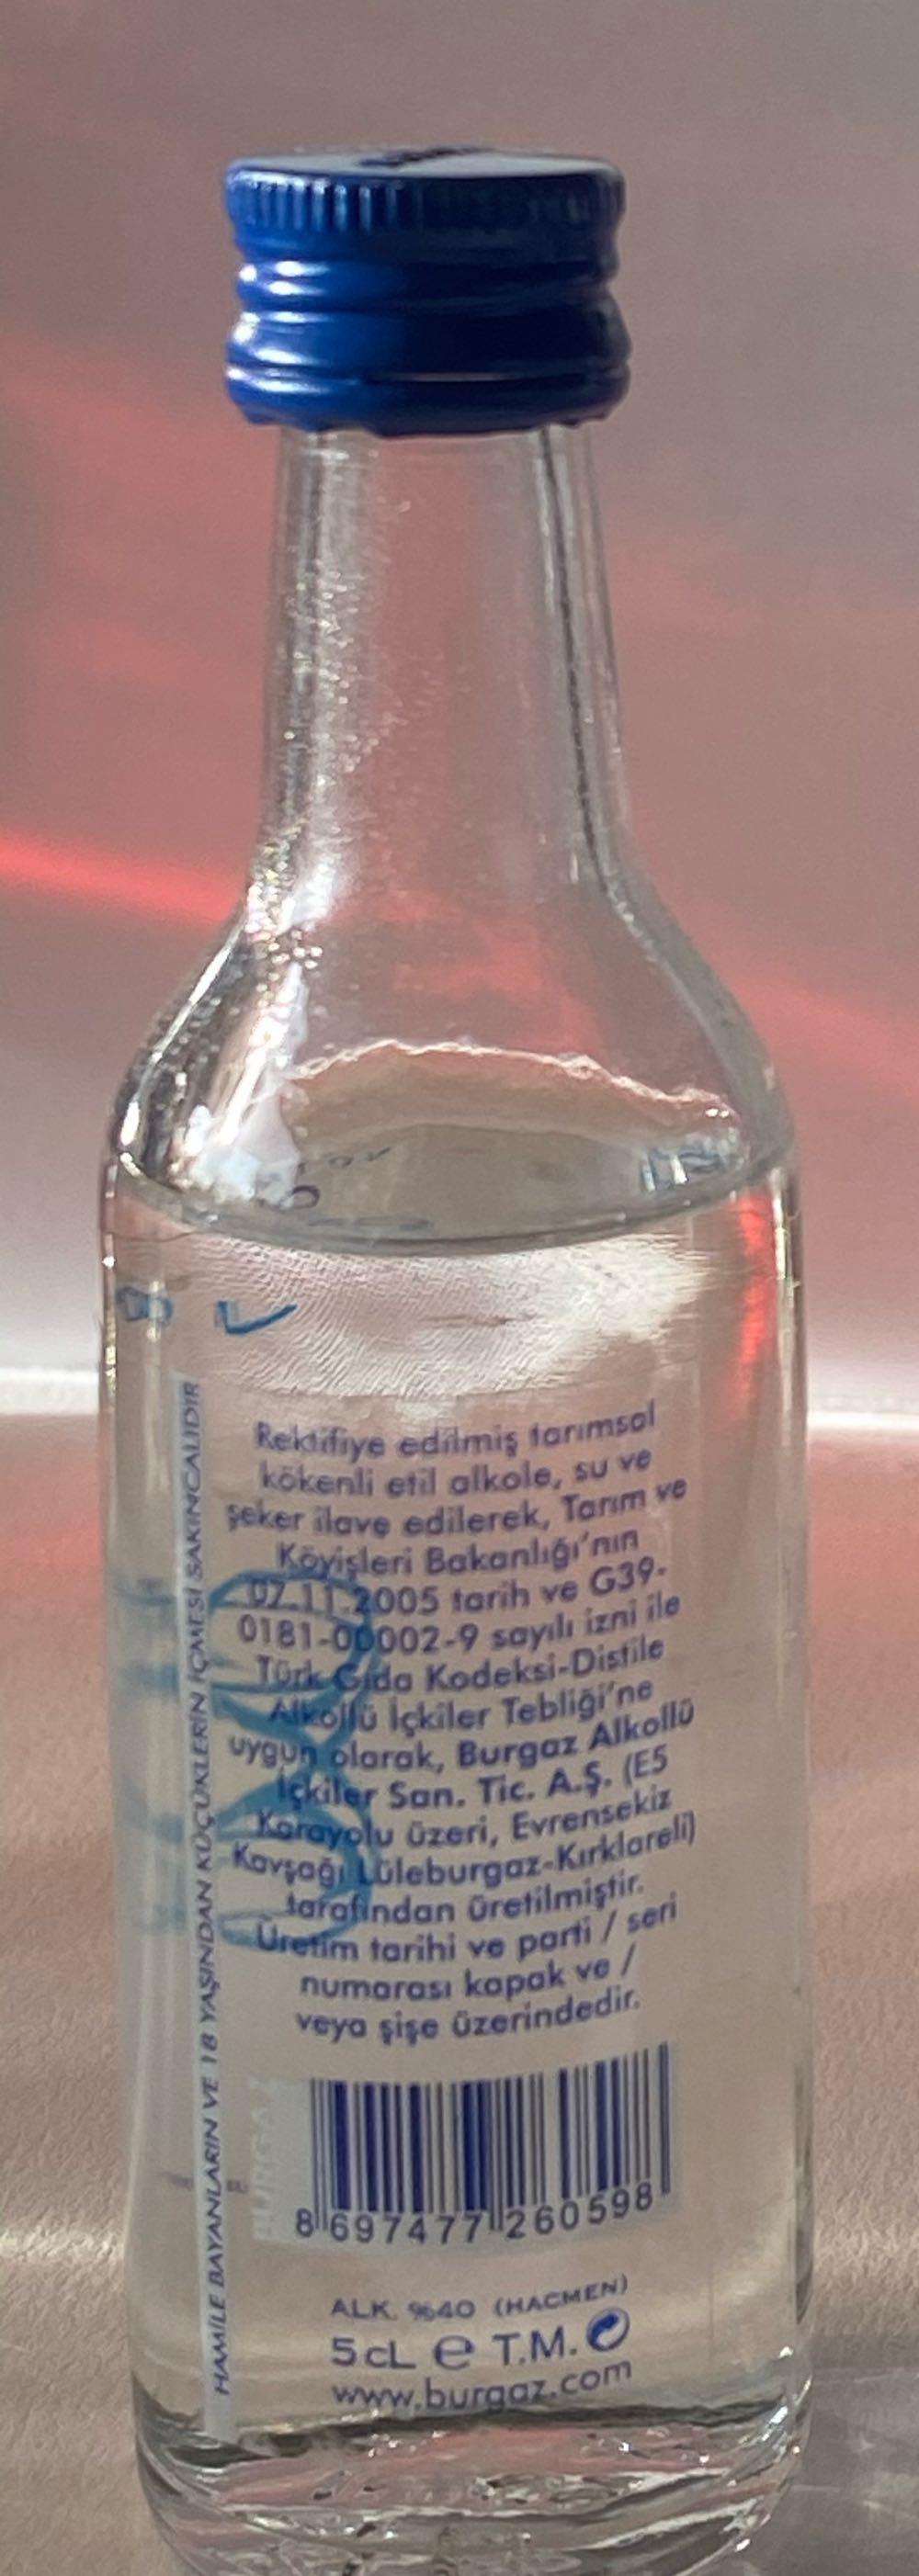 HAMİLE BAYANLARIN VE 18 YAŞINDAN KÜÇÜKLERİN İÇMESİ SAKINCALIDIR
Rektifiye edilmiş tarımsal
kökenli etil alkole, su ve
şeker ilave edilerek, Tarım ve
Köyişleri Bakanlığı'nın
07.11.2005 tarih ve G39-
0181-00002-9 sayılı izni ile
Türk Gıda Kodeksi-Distile
Alkollü İçkiler Tebliği'ne
uygun olarak, Burgaz Alkollü
İçkiler San. Tic. A.Ş. (E5
Karayolu üzeri, Evrensekiz
Kavşağı Lüleburgaz-Kırklareli)
tarafından üretilmiştir.
Üretim tarihi ve parti / seri
numarası kapak ve /
veya şişe üzerindedir.
BURGAZ
8 697477 260598
ALK. %40 (HACMEN)
5 cL e T.M.
www.burgaz.com